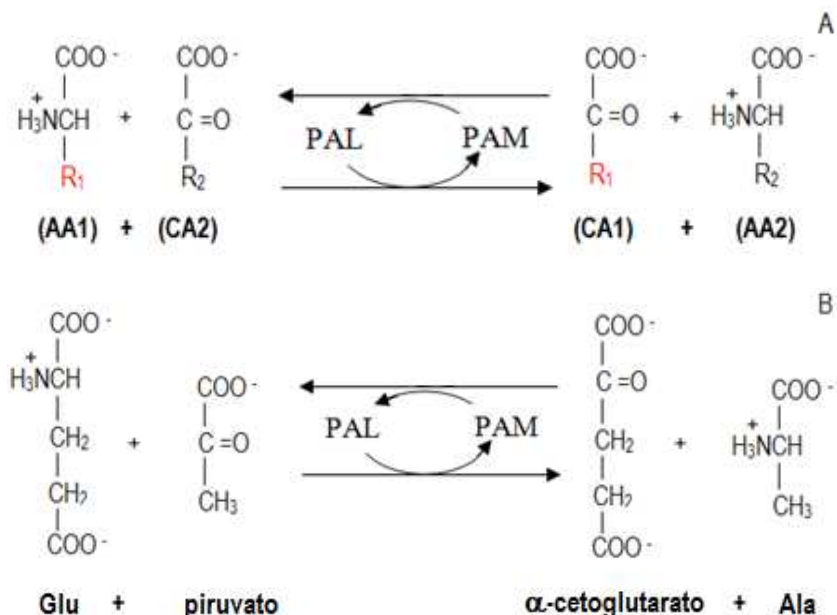 A
COO - COO - COO - COO -
+ H₃NCH + C =O PAL PAM C =O + + H₃NCH
R₁ R₂ R₁ R₂
(AA1) + (CA2) (CA1) + (AA2)
B
COO - COO -
+ H₃NCH COO - C =O COO -
CH₂ + C =O PAL PAM CH₂ + + H₃NCH
CH₂ CH₃ CH₂ CH₃
COO - COO -
Glu + piruvato α-cetoglutarato + Ala